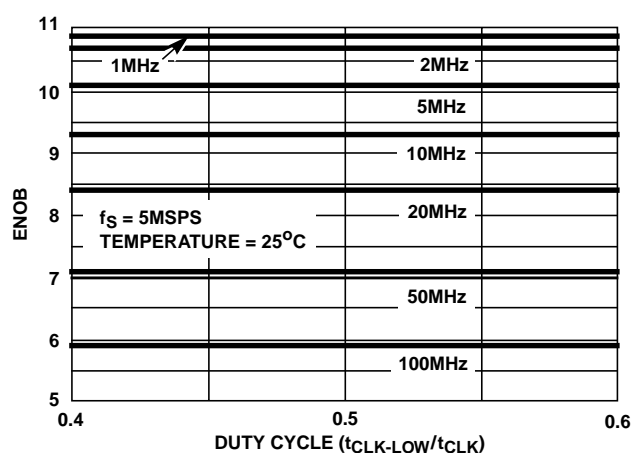 11
10
9
8
7
6
5
ENOB
1MHz
2MHz
5MHz
10MHz
20MHz
50MHz
100MHz
fS = 5MSPS
TEMPERATURE = 25°C
0.4
0.5
0.6
DUTY CYCLE (tCLK-LOW/tCLK)